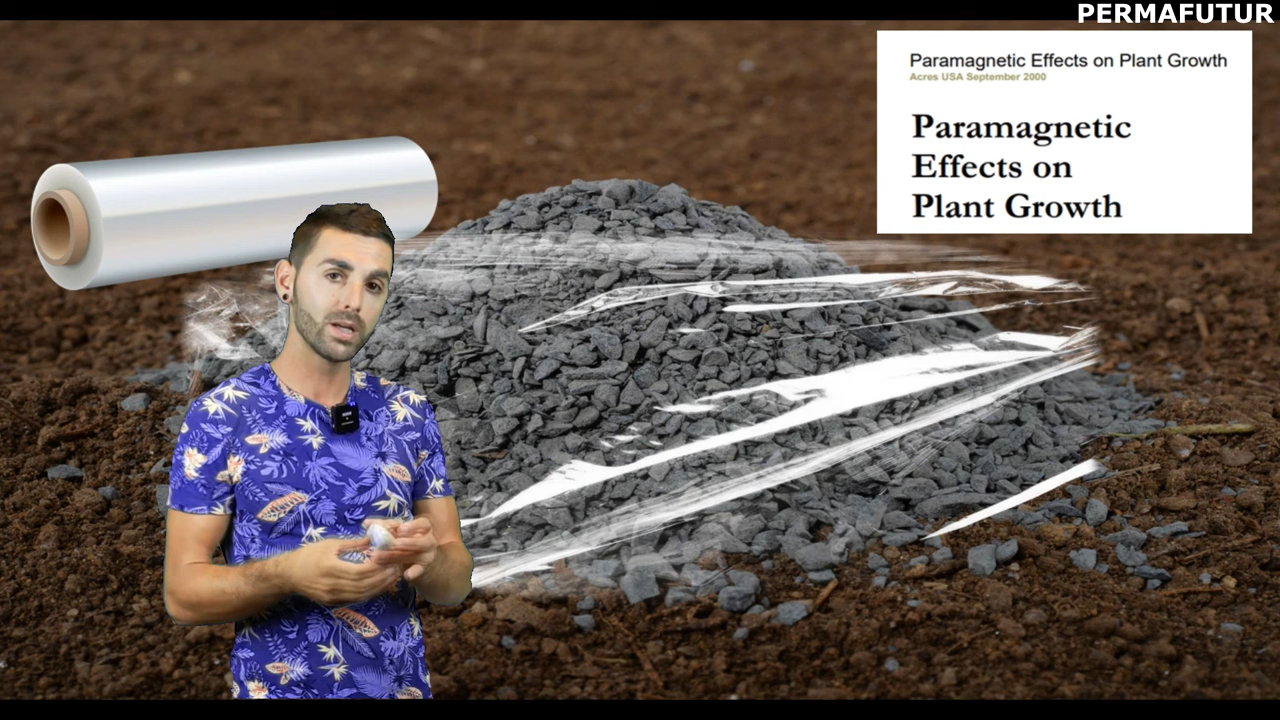 PERMAFUTUR
Paramagnetic Effects on Plant Growth
Acres USA September 2000
Paramagnetic
Effects on
Plant Growth